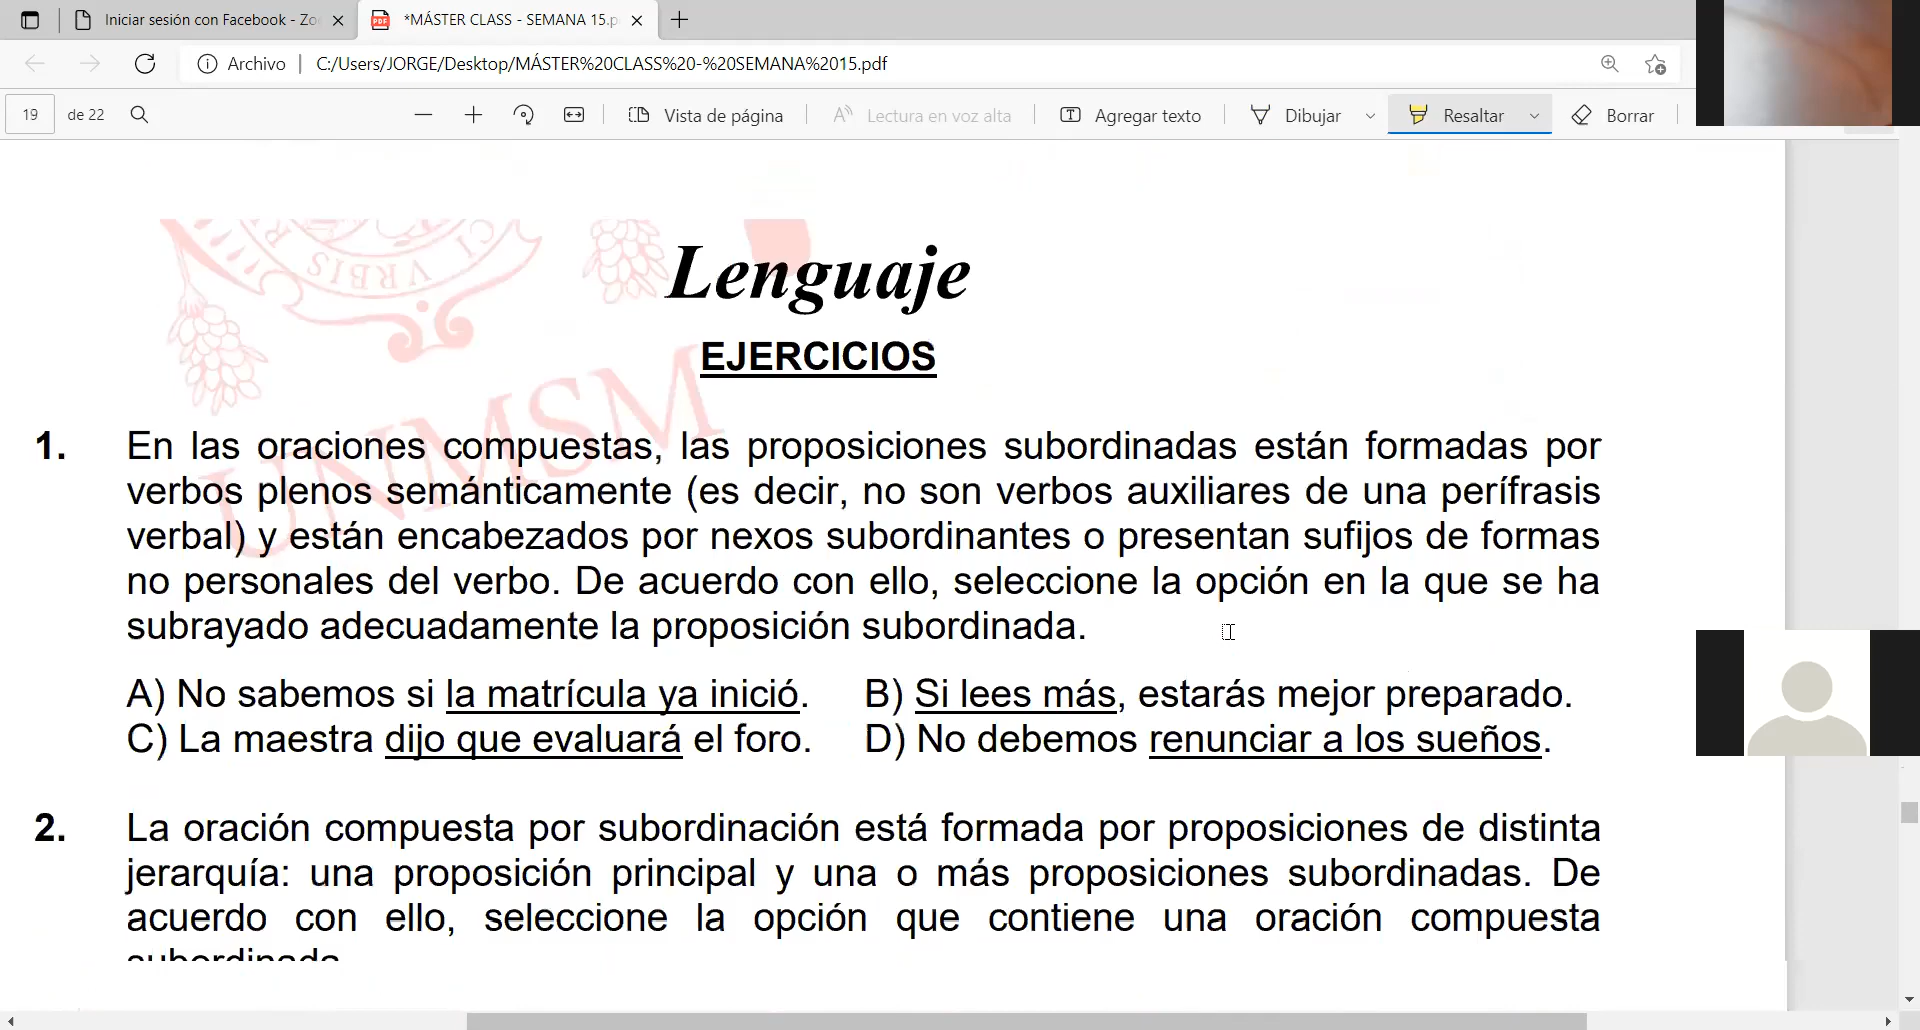 Iniciar sesión con Facebook - Zo
*MÁSTER CLASS - SEMANA 15.p
Archivo
C:/Users/JORGE/Desktop/MÁSTER%20CLASS%20-%20SEMANA%2015.pdf
19 de 22
Vista de página
Lectura en voz alta
Agregar texto
Dibujar
Resaltar
Borrar
Lenguaje
EJERCICIOS
UNMSM
1. En las oraciones compuestas, las proposiciones subordinadas están formadas por
verbos plenos semánticamente (es decir, no son verbos auxiliares de una perífrasis
verbal) y están encabezados por nexos subordinantes o presentan sufijos de formas
no personales del verbo. De acuerdo con ello, seleccione la opción en la que se ha
subrayado adecuadamente la proposición subordinada.
A) No sabemos si la matrícula ya inició. B) Si lees más, estarás mejor preparado.
C) La maestra dijo que evaluará el foro. D) No debemos renunciar a los sueños.
2. La oración compuesta por subordinación está formada por proposiciones de distinta
jerarquía: una proposición principal y una o más proposiciones subordinadas. De
acuerdo con ello, seleccione la opción que contiene una oración compuesta
subordinada.